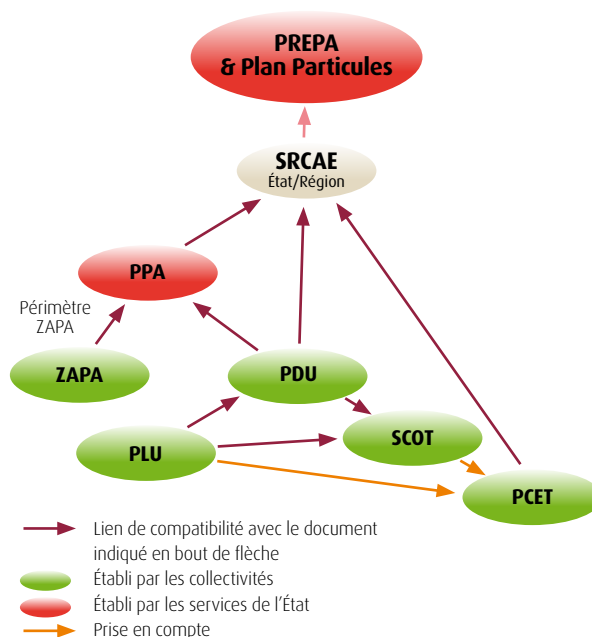 PREPA
& Plan Particules
SRCAE
État/Région
PPA
Périmètre
ZAPA
ZAPA
PDU
PLU
SCOT
PCET
Lien de compatibilité avec le document
indiqué en bout de flèche
Établi par les collectivités
Établi par les services de l'État
Prise en compte